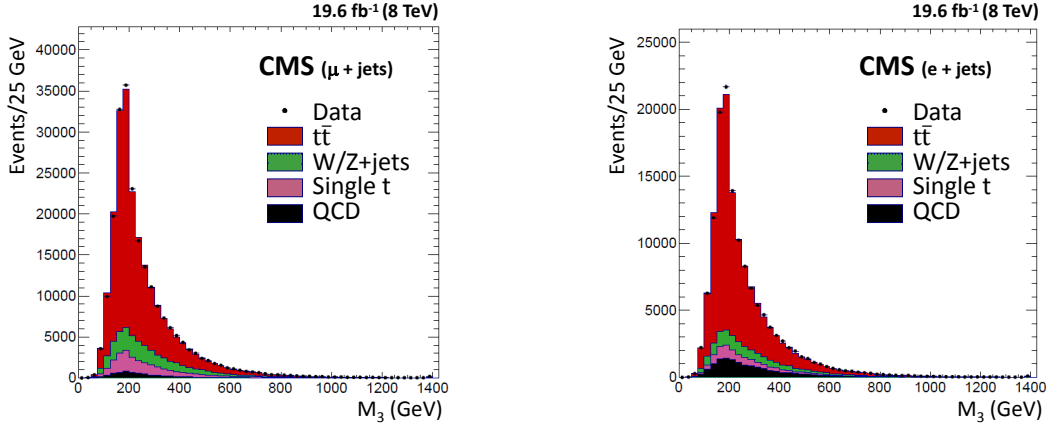 19.6 fb⁻¹ (8 TeV)
Events/25 GeV
40000
35000
30000
25000
20000
15000
10000
5000
0
CMS (μ + jets)
Data
tt̄
W/Z+jets
Single t
QCD
0 200 400 600 800 1000 1200 1400
M₃ (GeV)
19.6 fb⁻¹ (8 TeV)
Events/25 GeV
25000
20000
15000
10000
5000
0
CMS (e + jets)
Data
tt̄
W/Z+jets
Single t
QCD
0 200 400 600 800 1000 1200 1400
M₃ (GeV)